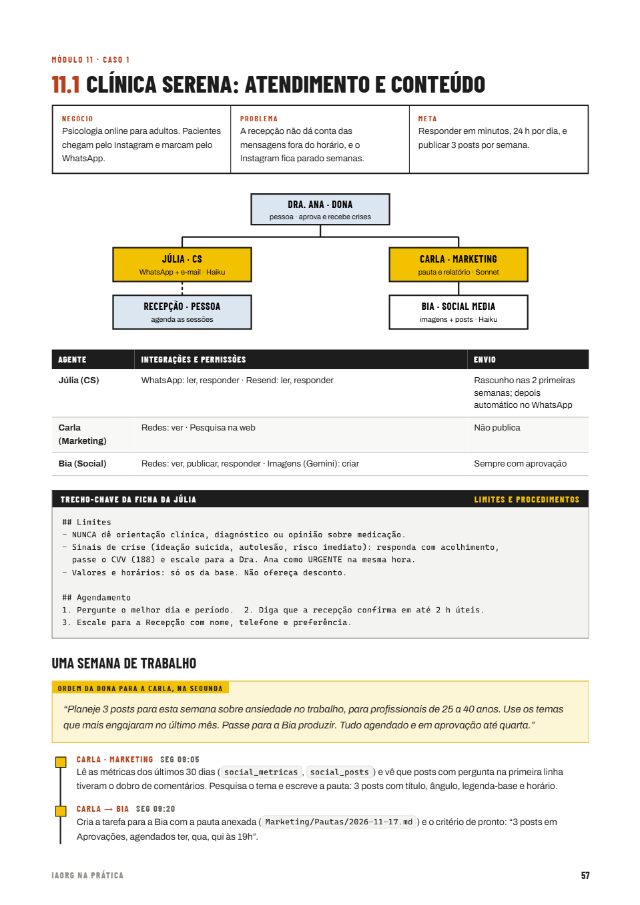 MÓDULO 11 · CASO 1
11.1 CLÍNICA SERENA: ATENDIMENTO E CONTEÚDO
NEGÓCIO
Psicologia online para adultos. Pacientes
chegam pelo Instagram e marcam pelo
WhatsApp.
PROBLEMA
A recepção não dá conta das
mensagens fora do horário, e o
Instagram fica parado semanas.
META
Responder em minutos, 24 h por dia, e
publicar 3 posts por semana.
DRA. ANA · DONA
pessoa · aprova e recebe crises
JÚLIA · CS
WhatsApp + e-mail · Haiku
CARLA · MARKETING
pauta e relatório · Sonnet
RECEPÇÃO · PESSOA
agenda as sessões
BIA · SOCIAL MEDIA
imagens + posts · Haiku
AGENTE INTEGRAÇÕES E PERMISSÕES ENVIO
Júlia (CS) WhatsApp: ler, responder · Resend: ler, responder Rascunho nas 2 primeiras
semanas; depois
automático no WhatsApp
Carla Redes: ver · Pesquisa na web Não publica
(Marketing)
Bia (Social) Redes: ver, publicar, responder · Imagens (Gemini): criar Sempre com aprovação
TRECHO-CHAVE DA FICHA DA JÚLIA LIMITES E PROCEDIMENTOS
## Limites
- NUNCA dê orientação clínica, diagnóstico ou opinião sobre medicação.
- Sinais de crise (ideação suicida, autolesão, risco imediato): responda com acolhimento,
passe o CVV (188) e escale para a Dra. Ana como URGENTE na mesma hora.
- Valores e horários: só os da base. Não ofereça desconto.
## Agendamento
1. Pergunte o melhor dia e período. 2. Diga que a recepção confirma em até 2 h úteis.
3. Escale para a Recepção com nome, telefone e preferência.
UMA SEMANA DE TRABALHO
ORDEM DA DONA PARA A CARLA, NA SEGUNDA
“Planeje 3 posts para esta semana sobre ansiedade no trabalho, para profissionais de 25 a 40 anos. Use os temas
que mais engajaram no último mês. Passe para a Bia produzir. Tudo agendado e em aprovação até quarta.”
CARLA · MARKETING SEG 09:05
Lê as métricas dos últimos 30 dias ( social_metricas , social_posts ) e vê que posts com pergunta na primeira linha
tiveram o dobro de comentários. Pesquisa o tema e escreve a pauta: 3 posts com título, ângulo, legenda-base e horário.
CARLA → BIA SEG 09:20
Cria a tarefa para a Bia com a pauta anexada ( Marketing/Pautas/2026-11-17.md ) e o critério de pronto: “3 posts em
Aprovações, agendados ter, qua, qui às 19h”.
IAORG NA PRÁTICA 57